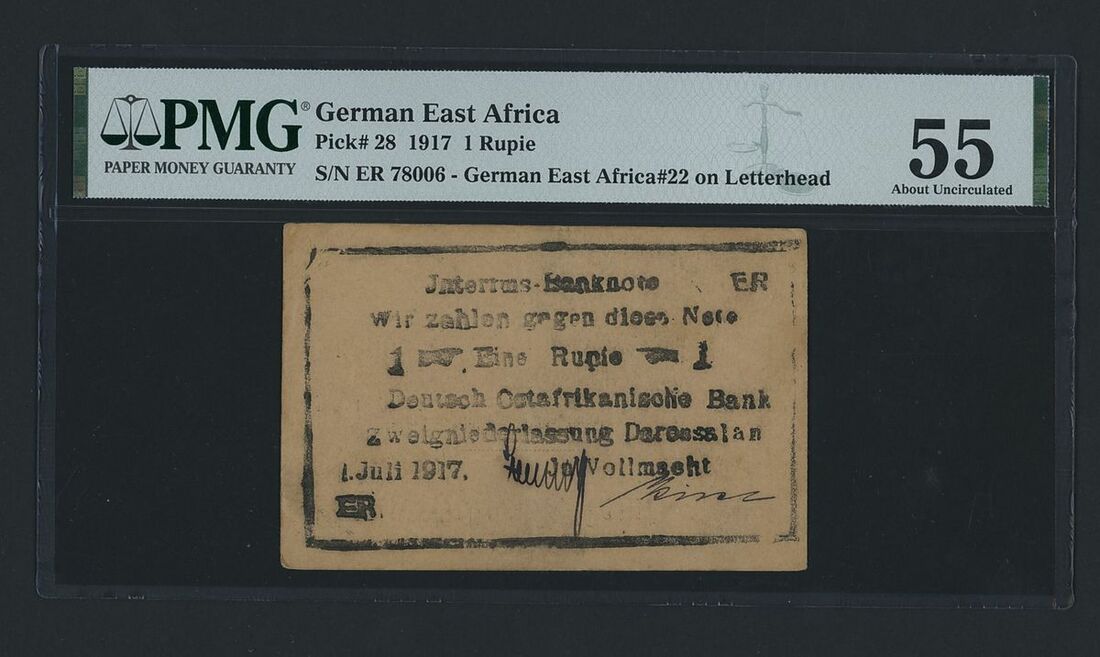 PMG®
PAPER MONEY GUARANTY
German East Africa
Pick# 28 1917 1 Rupie
S/N ER 78006 - German East Africa#22 on Letterhead
55
About Uncirculated
Jnterims-Banknote ER
Wir zahlen gegen diese Note
1 Eine Rupie 1
Deutsch Ostafrikanische Bank
Zweigniederlassung Daressalam
1.Juli 1917. Jn Vollmacht
ER